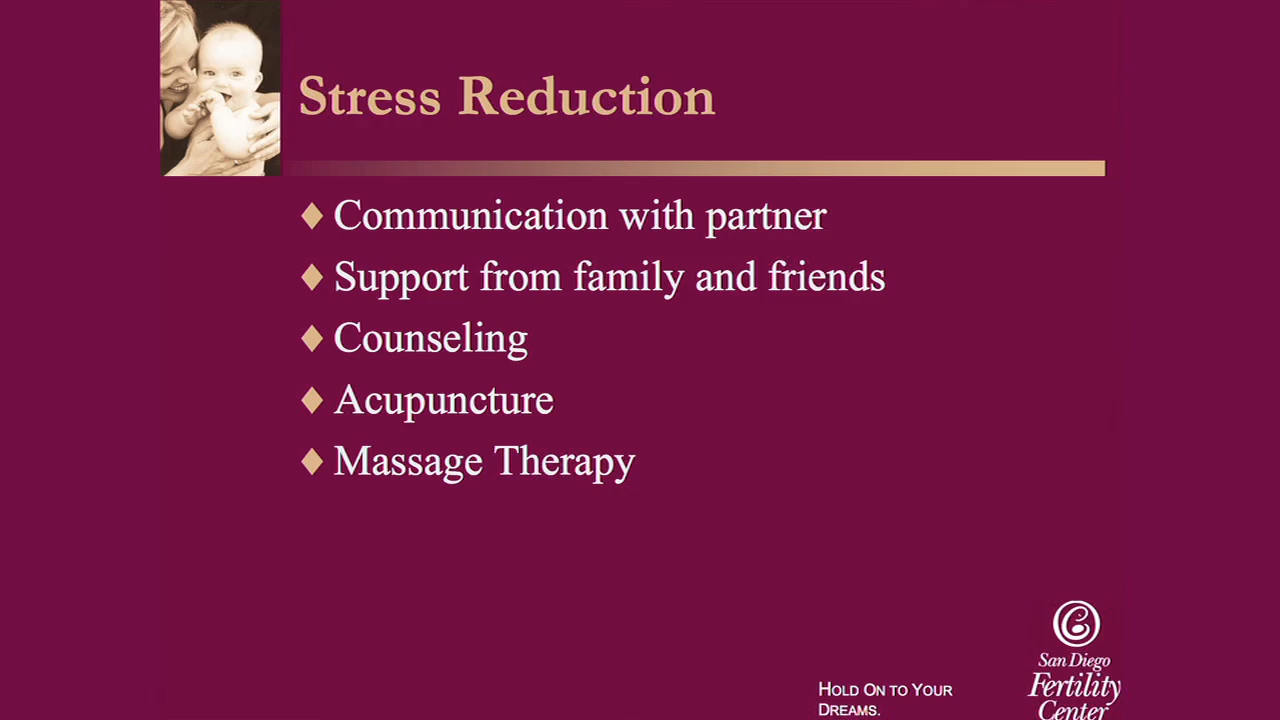 Stress Reduction
Communication with partner
Support from family and friends
Counseling
Acupuncture
Massage Therapy
HOLD ON TO YOUR
DREAMS.
San Diego
Fertility
Center